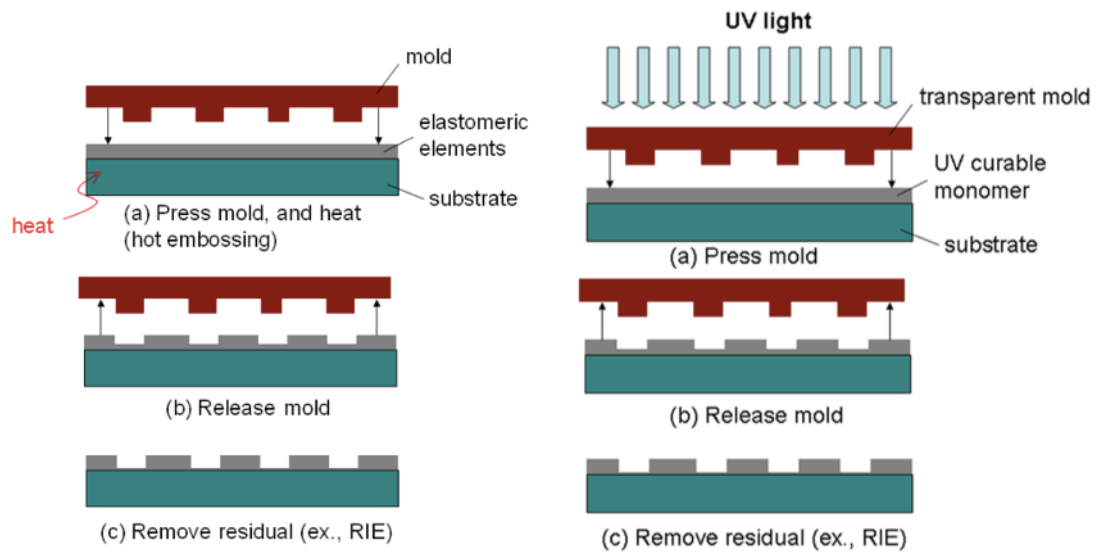 mold
elastomeric
elements
substrate
heat
(a) Press mold, and heat
(hot embossing)
(b) Release mold
(c) Remove residual (ex., RIE)
UV light
transparent mold
UV curable
monomer
substrate
(a) Press mold
(b) Release mold
(c) Remove residual (ex., RIE)